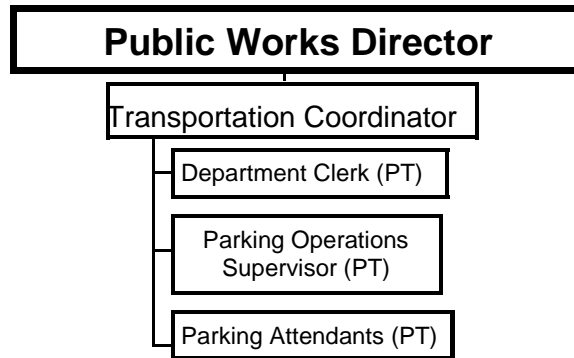 Public Works Director
Transportation Coordinator
Department Clerk (PT)
Parking Operations
Supervisor (PT)
Parking Attendants (PT)